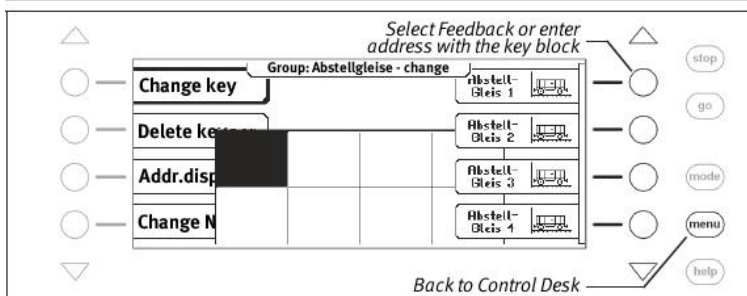 Select Feedback or enter
address with the key block
stop
Group: Abstellgleise - change
Change key
Abstell-
Gleis 1
go
Delete key
Abstell-
Gleis 2
Addr.disp
Abstell-
Gleis 3
mode
Change N
Abstell-
Gleis 4
menu
Back to Control Desk
help